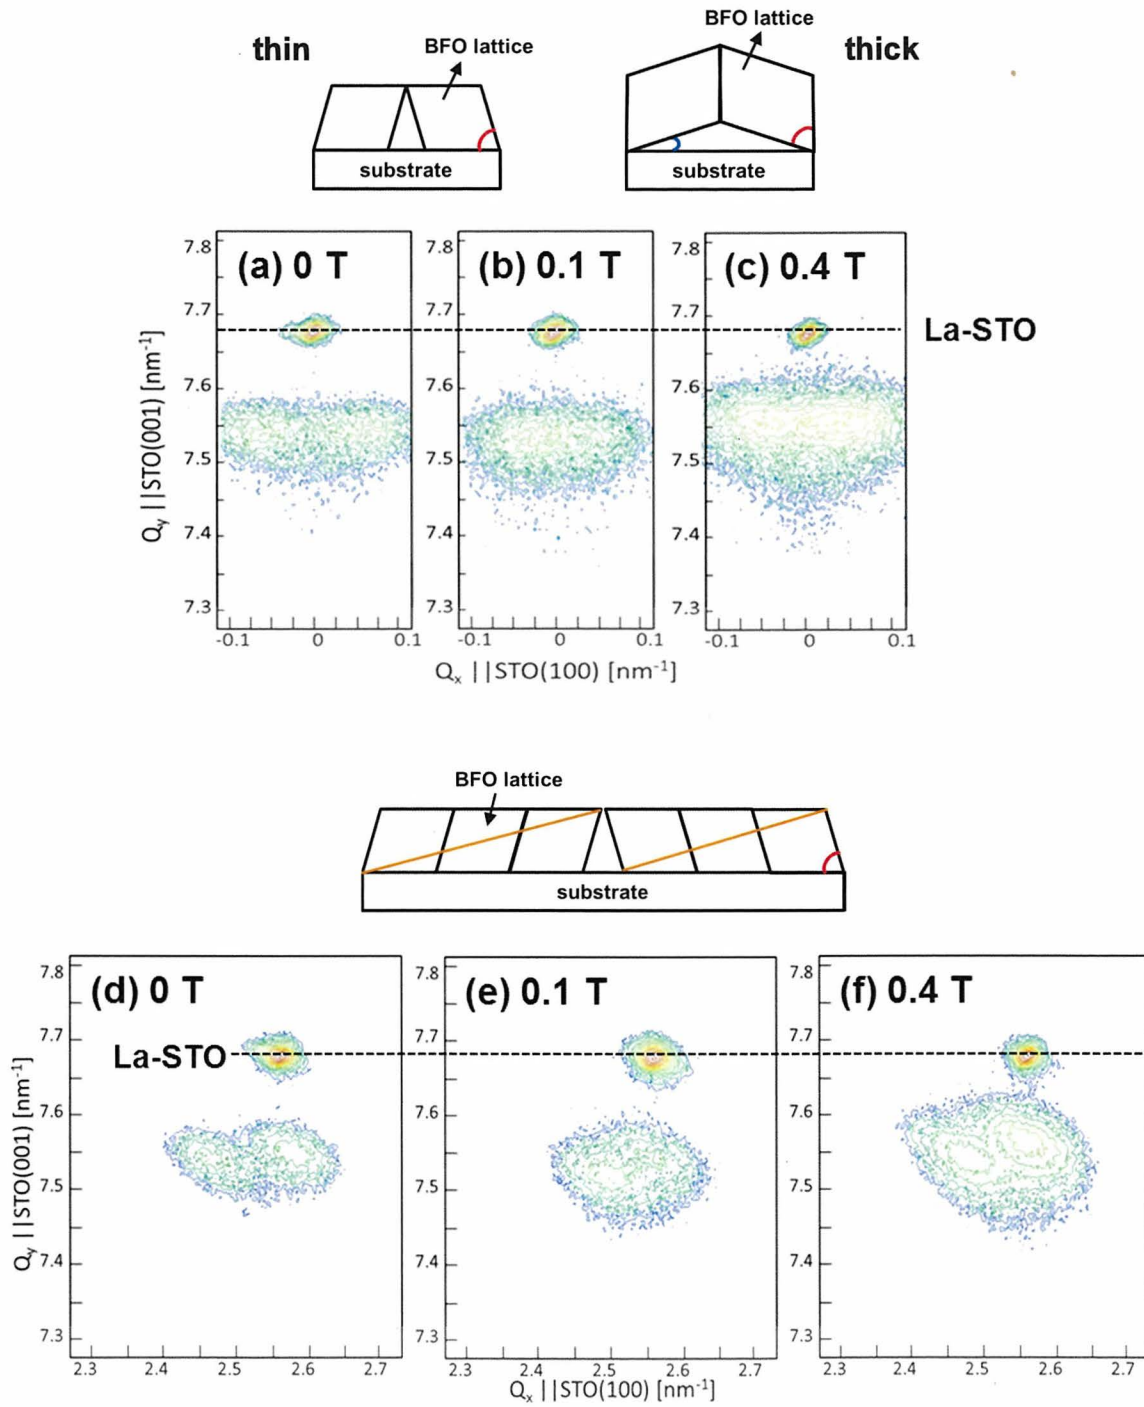 thin
BFO lattice
BFO lattice
thick
substrate
substrate
7.8
7.7
7.6
7.5
7.4
7.3
(a) 0 T
7.8
7.7
7.6
7.5
7.4
7.3
(b) 0.1 T
7.8
7.7
7.6
7.5
7.4
7.3
(c) 0.4 T
La-STO
Qy ||STO(001) [nm-1]
-0.1 0 0.1
-0.1 0 0.1
-0.1 0 0.1
Qx ||STO(100) [nm-1]
BFO lattice
substrate
7.8
7.7
7.6
7.5
7.4
7.3
(d) 0 T
La-STO
7.8
7.7
7.6
7.5
7.4
7.3
(e) 0.1 T
7.8
7.7
7.6
7.5
7.4
7.3
(f) 0.4 T
Qy ||STO(001) [nm-1]
2.3 2.4 2.5 2.6 2.7
2.3 2.4 2.5 2.6 2.7
2.3 2.4 2.5 2.6 2.7
Qx ||STO(100) [nm-1]